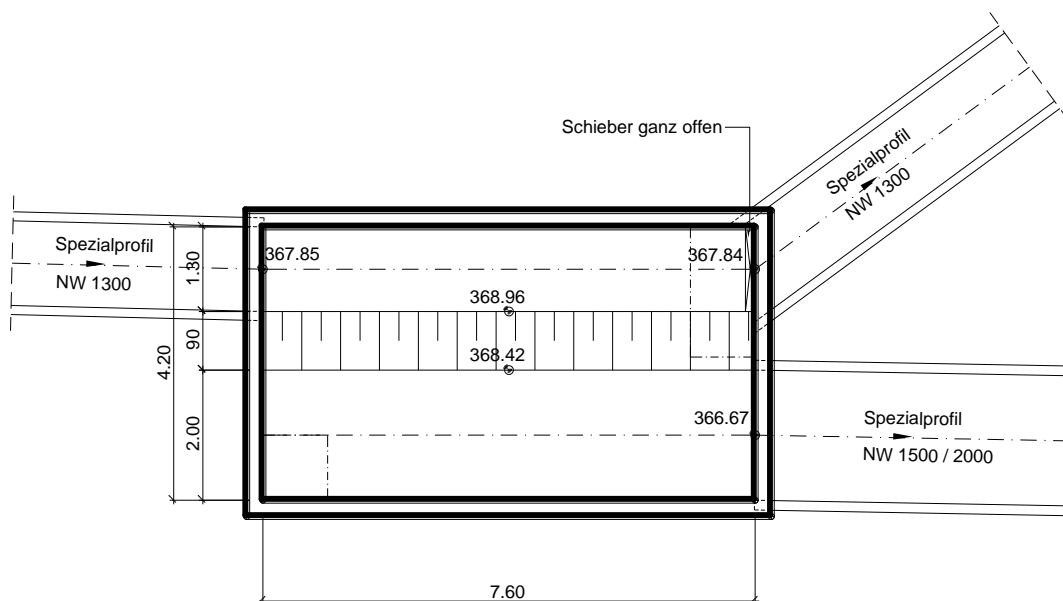 Schieber ganz offen
Spezialprofil
NW 1300
Spezialprofil
NW 1300
367.85
367.84
1.30
368.96
90
4.20
368.42
2.00
366.67
Spezialprofil
NW 1500 / 2000
7.60